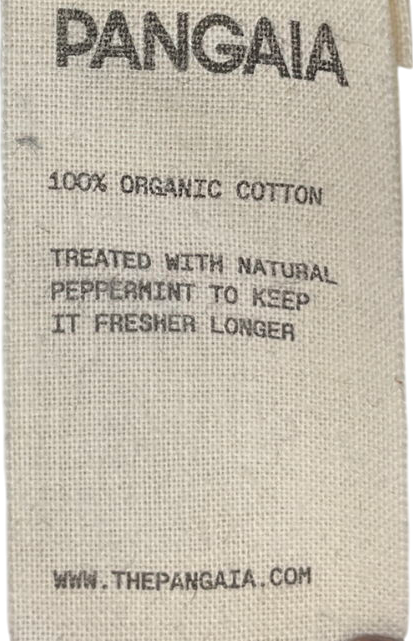 PANGAIA
100% ORGANIC COTTON
TREATED WITH NATURAL
PEPPERMINT TO KEEP
IT FRESHER LONGER
WWW.THEPANGAIA.COM